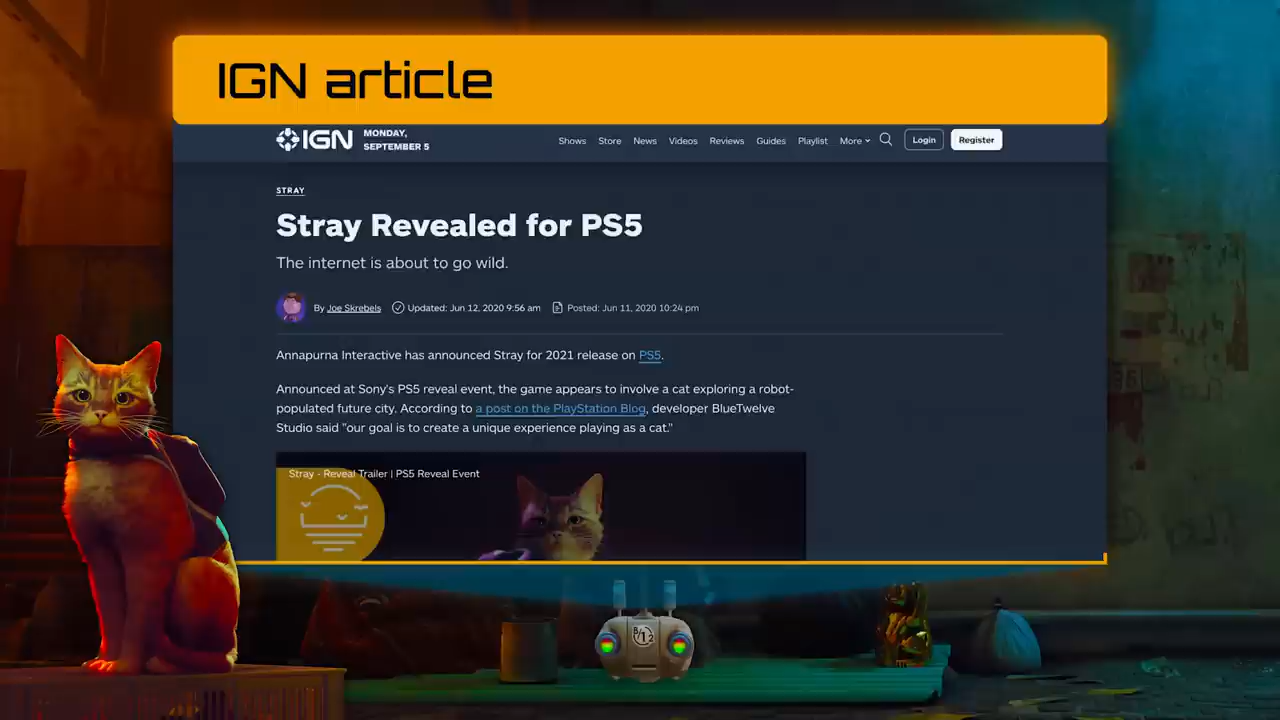 IGN article
IGN
MONDAY,
SEPTEMBER 5
Shows Store News Videos Reviews Guides Playlist More Login Register
STRAY
Stray Revealed for PS5
The internet is about to go wild.
By Joe Skrebels Updated: Jun 12, 2020 9:56 am Posted: Jun 11, 2020 10:24 pm
Annapurna Interactive has announced Stray for 2021 release on PS5.
Announced at Sony's PS5 reveal event, the game appears to involve a cat exploring a robot-
populated future city. According to a post on the PlayStation Blog, developer BlueTwelve
Studio said "our goal is to create a unique experience playing as a cat."
Stray - Reveal Trailer | PS5 Reveal Event
B/12